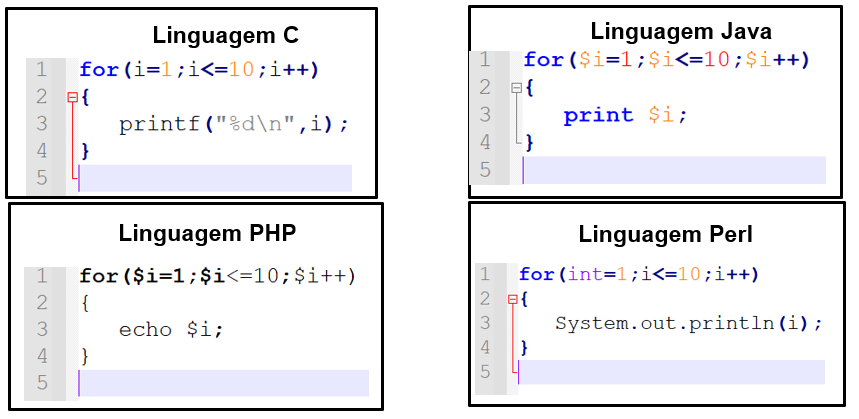 Linguagem C
1 for(i=1;i<=10;i++)
2 {
3 printf("%d\n",i);
4 }
5
Linguagem Java
1 for($i=1;$i<=10;$i++)
2 {
3 print $i;
4 }
5
Linguagem PHP
1 for($i=1;$i<=10;$i++)
2 {
3 echo $i;
4 }
5
Linguagem Perl
1 for(int=1;i<=10;i++)
2 {
3 System.out.println(i);
4 }
5